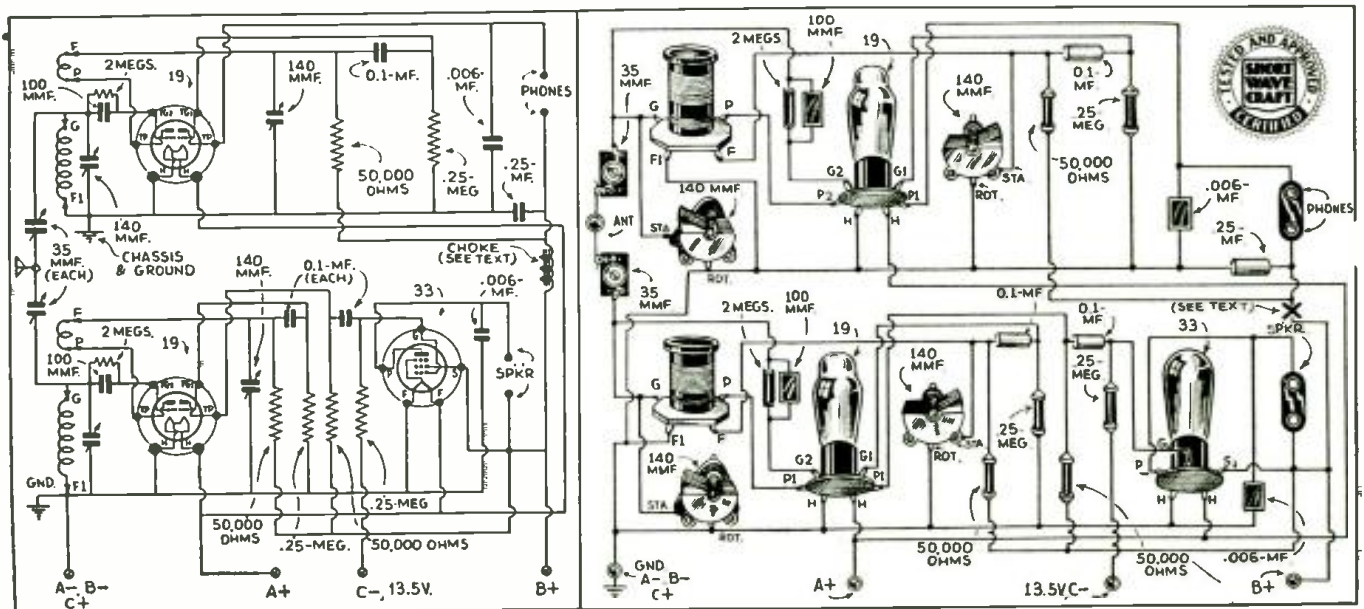 F
P
2 MEGS.
19
100
MMF.
140
MMF.
0.1-MF.
.006-
MF.
PHONES
G
F1
TP
H H
TP
50,000
OHMS
.25-
MEG
.25-
MF.
140
MMF.
35
MMF.
(EACH)
CHASSIS
& GROUND
CHOKE
(SEE TEXT)
140
MMF.
0.1-MF.
(EACH)
33
.006-
MF.
F
P
2 MEGS.
19
100
MMF.
G
F1
TP
H H
TP
G
P
S
F F
SPKR
GND.
50,000
OHMS
.25-MEG.
50,000 OHMS
.25-MEG
A-, B-
C+
A+
C-, 13.5V.
B+
35
MMF
2 MEGS
100
MMF
19
140
MMF
0.1-
MF.
.25-
MEG
TESTED AND APPROVED
SHORT
WAVE
CRAFT
CERTIFIED
G
P
F1
F
G2
G1
P2
P1
H
H
STA
ROT.
50,000
OHMS
.006-
MF
PHONES
140 MMF
ANT
STA
ROT.
35
MMF
.25-
MF.
0.1-MF
(SEE TEXT)
SPKR.
2 MEGS
100
MMF
19
140
MMF
0.1-
MF
.25-
MEG
33
G
P
F1
F
G2
G1
P1
P1
H
H
STA
ROT.
.25-
MEG
G
P
H
H
140
MMF
STA
ROT.
50,000
OHMS
50,000
OHMS
.006-MF
GND
A-, B-
C+
A+
13.5V.C-
B+